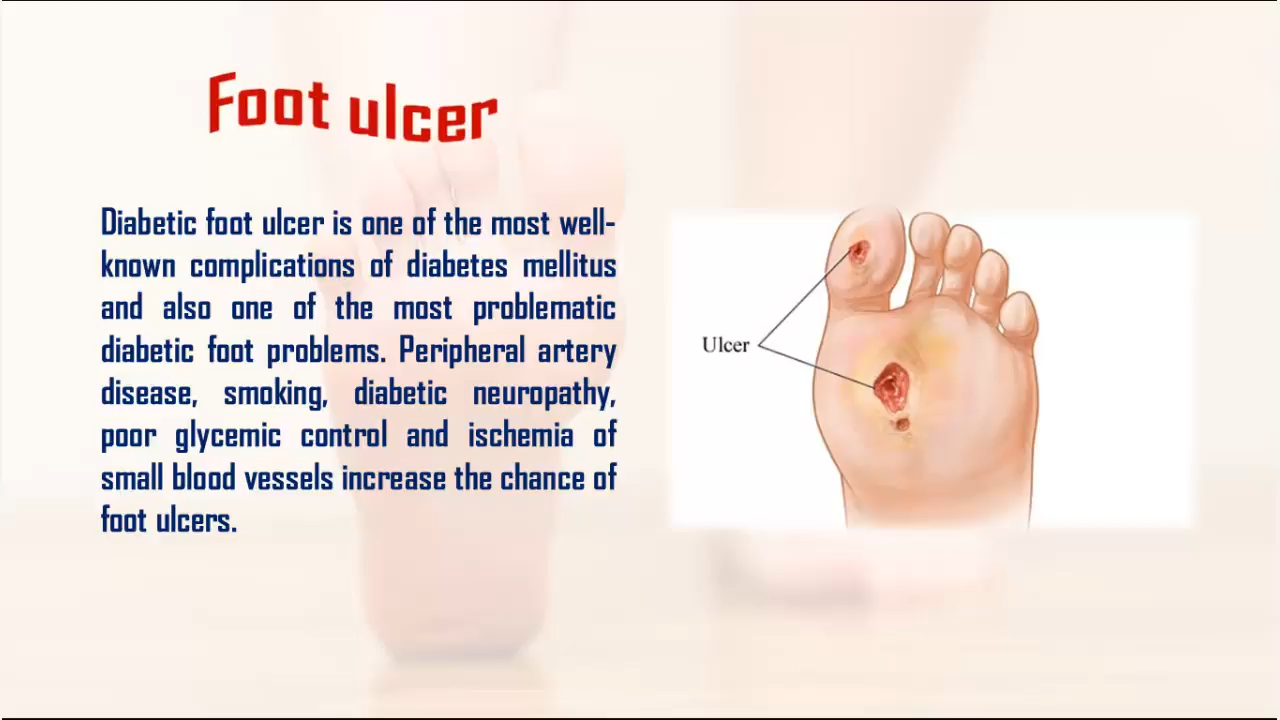 Foot ulcer
Diabetic foot ulcer is one of the most well-
known complications of diabetes mellitus
and also one of the most problematic
diabetic foot problems. Peripheral artery
disease, smoking, diabetic neuropathy,
poor glycemic control and ischemia of
small blood vessels increase the chance of
foot ulcers.
Ulcer